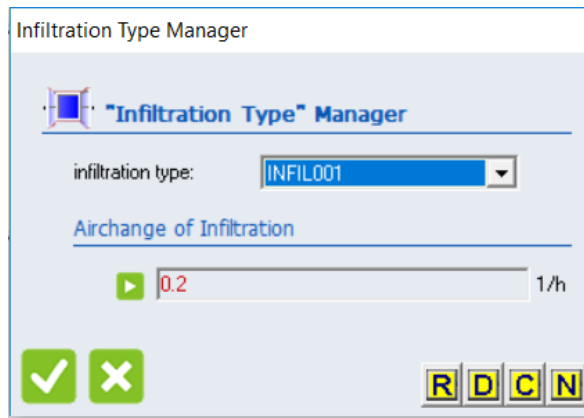 Infiltration Type Manager
"Infiltration Type" Manager
infiltration type: INFIL001
Airchange of Infiltration
0.2 1/h
R D C N